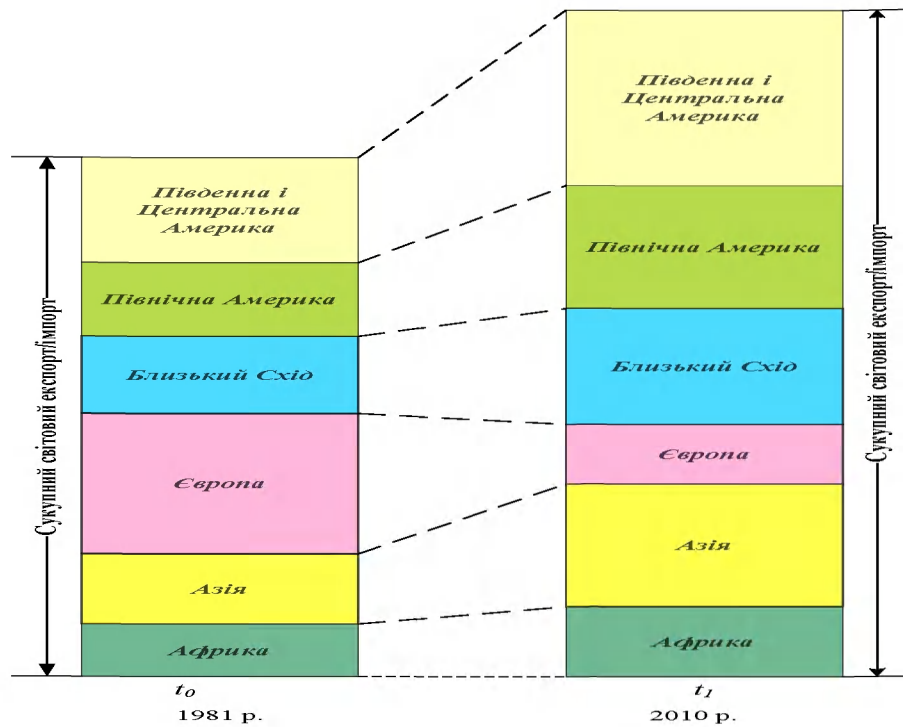 Сукупний світовий експорт/імпорт
Південна і
Центральна
Америка
Північна Америка
Близький Схід
Європа
Азія
Африка
t0
1981 р.
Південна і
Центральна
Америка
Північна Америка
Близький Схід
Європа
Азія
Африка
t1
2010 р.
Сукупний світовий експорт/імпорт